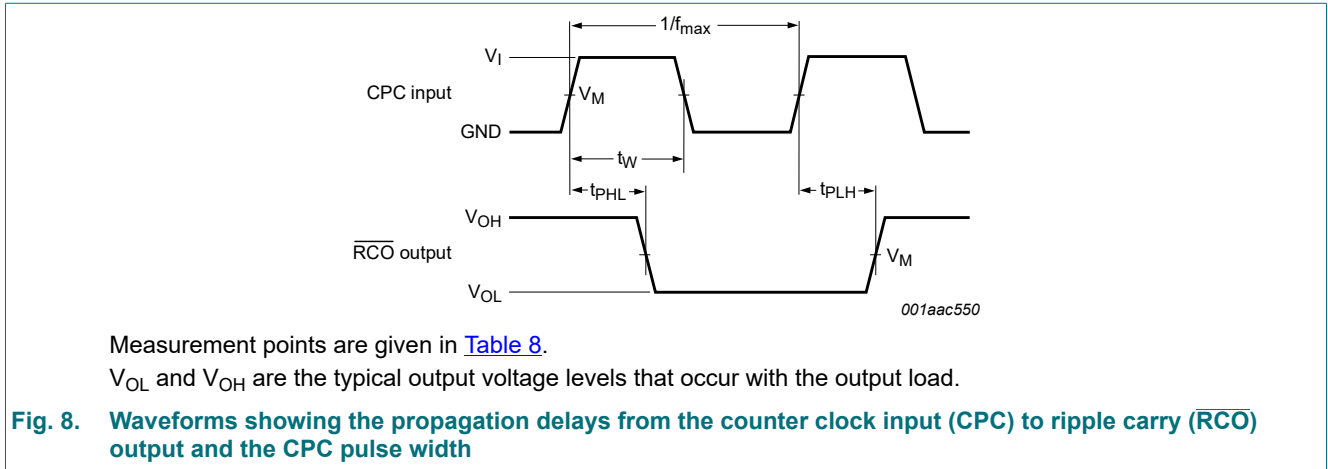 1/fmax
VI
CPC input
VM
GND
tW
tPHL
tPLH
VOH
RCO output
VM
VOL
001aac550
Measurement points are given in Table 8.
VOL and VOH are the typical output voltage levels that occur with the output load.
Fig. 8. Waveforms showing the propagation delays from the counter clock input (CPC) to ripple carry (RCO)
output and the CPC pulse width